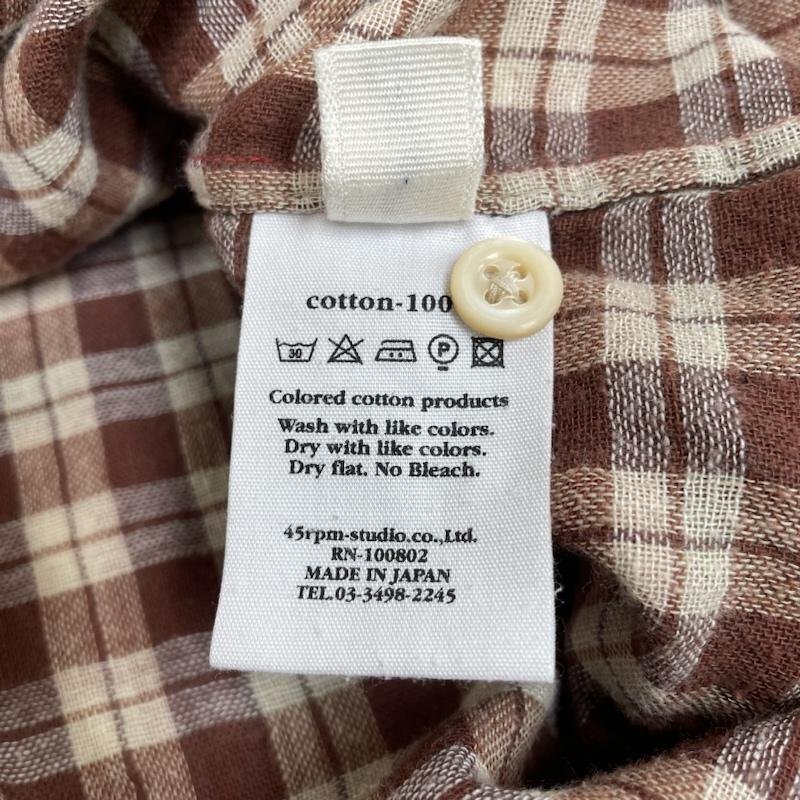 cotton-100
30
P
Colored cotton products
Wash with like colors.
Dry with like colors.
Dry flat. No Bleach.
45rpm-studio.co.,Ltd.
RN-100802
MADE IN JAPAN
TEL.03-3498-2245